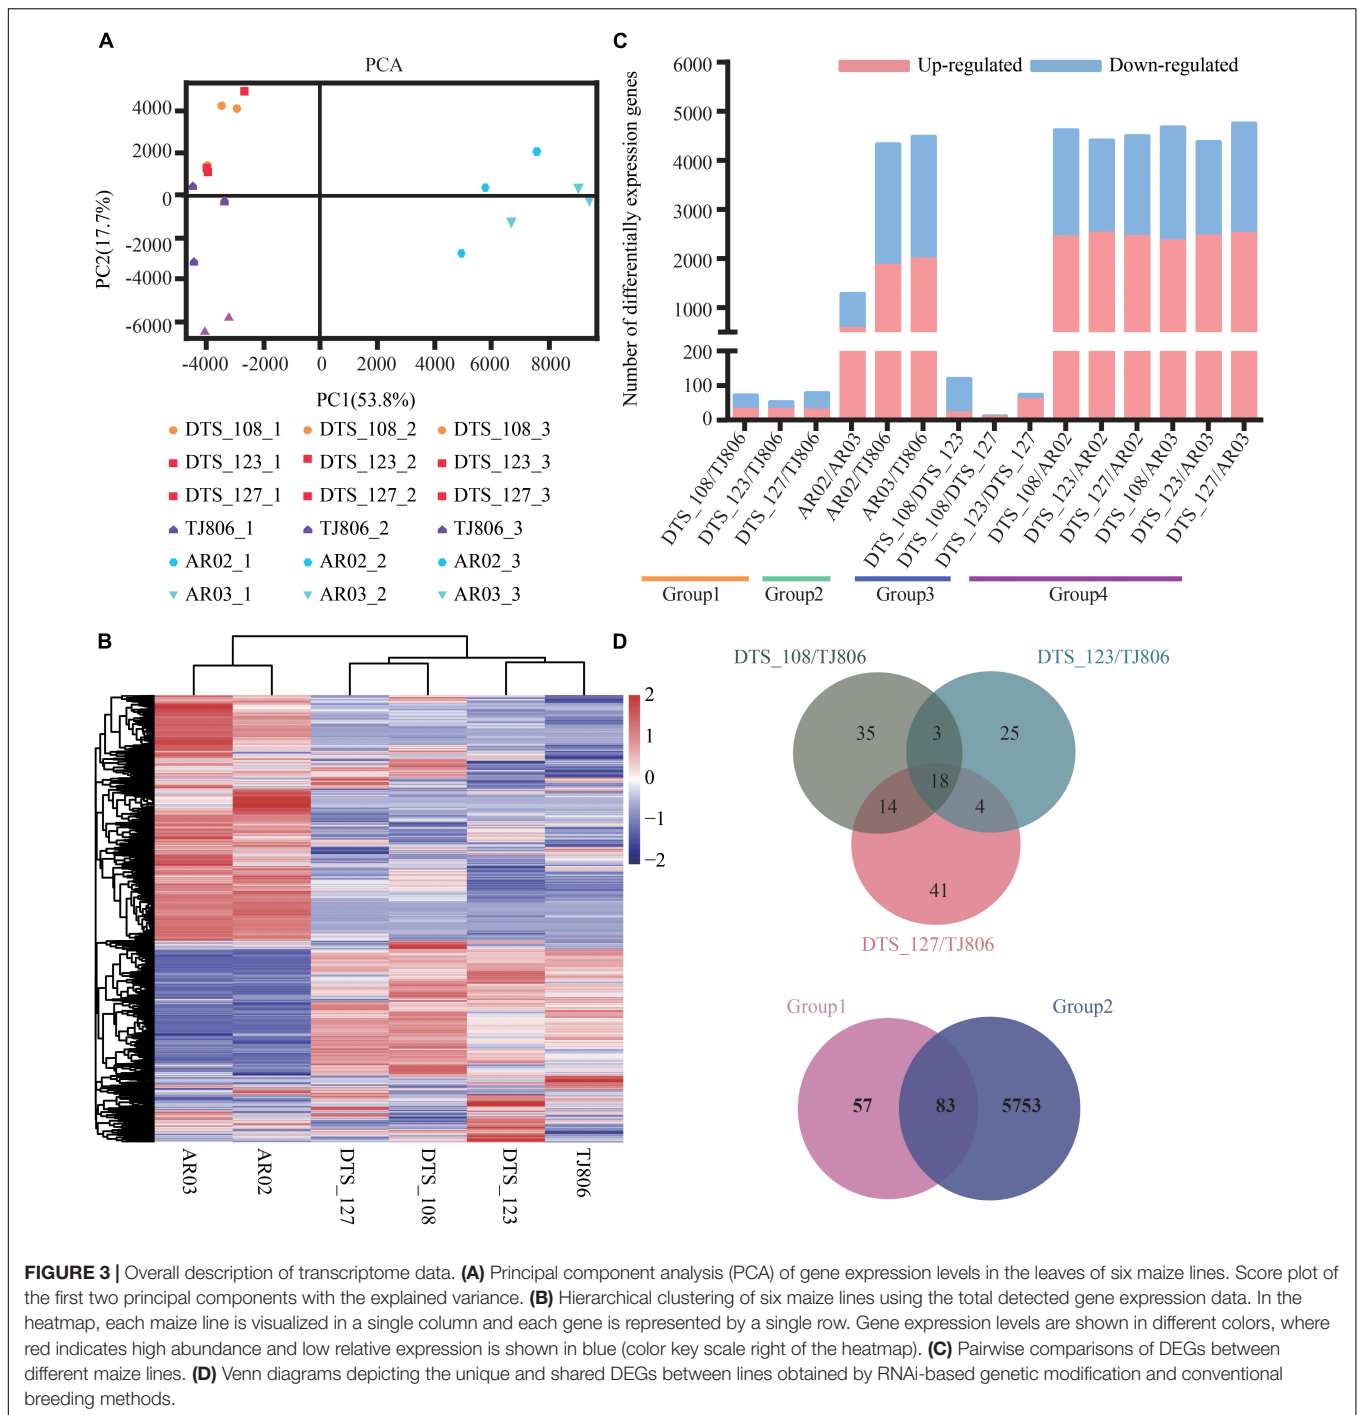 A
PCA
4000
2000
0
-2000
-4000
-6000
PC2(17.7%)
-4000 -2000 0 2000 4000 6000 8000
PC1(53.8%)
DTS_108_1 DTS_108_2 DTS_108_3
DTS_123_1 DTS_123_2 DTS_123_3
DTS_127_1 DTS_127_2 DTS_127_3
TJ806_1 TJ806_2 TJ806_3
AR02_1 AR02_2 AR02_3
AR03_1 AR03_2 AR03_3
C
Up-regulated Down-regulated
Number of differentially expression genes
6000
5000
4000
3000
2000
1000
200
100
0
DTS_108/TJ806
DTS_123/TJ806
DTS_127/TJ806
AR02/AR03
AR02/TJ806
AR03/TJ806
DTS_108/DTS_123
DTS_108/DTS_127
DTS_123/DTS_127
DTS_108/AR02
DTS_123/AR02
DTS_127/AR02
DTS_108/AR03
DTS_123/AR03
DTS_127/AR03
Group1 Group2 Group3 Group4
B
2
1
0
−1
−2
AR03
AR02
DTS_127
DTS_108
DTS_123
TJ806
D
DTS_108/TJ806 DTS_123/TJ806
35 3 25
18
14 4
41
DTS_127/TJ806
Group1 Group2
57 83 5753
FIGURE 3 | Overall description of transcriptome data. (A) Principal component analysis (PCA) of gene expression levels in the leaves of six maize lines. Score plot of
the first two principal components with the explained variance. (B) Hierarchical clustering of six maize lines using the total detected gene expression data. In the
heatmap, each maize line is visualized in a single column and each gene is represented by a single row. Gene expression levels are shown in different colors, where
red indicates high abundance and low relative expression is shown in blue (color key scale right of the heatmap). (C) Pairwise comparisons of DEGs between
different maize lines. (D) Venn diagrams depicting the unique and shared DEGs between lines obtained by RNAi-based genetic modification and conventional
breeding methods.